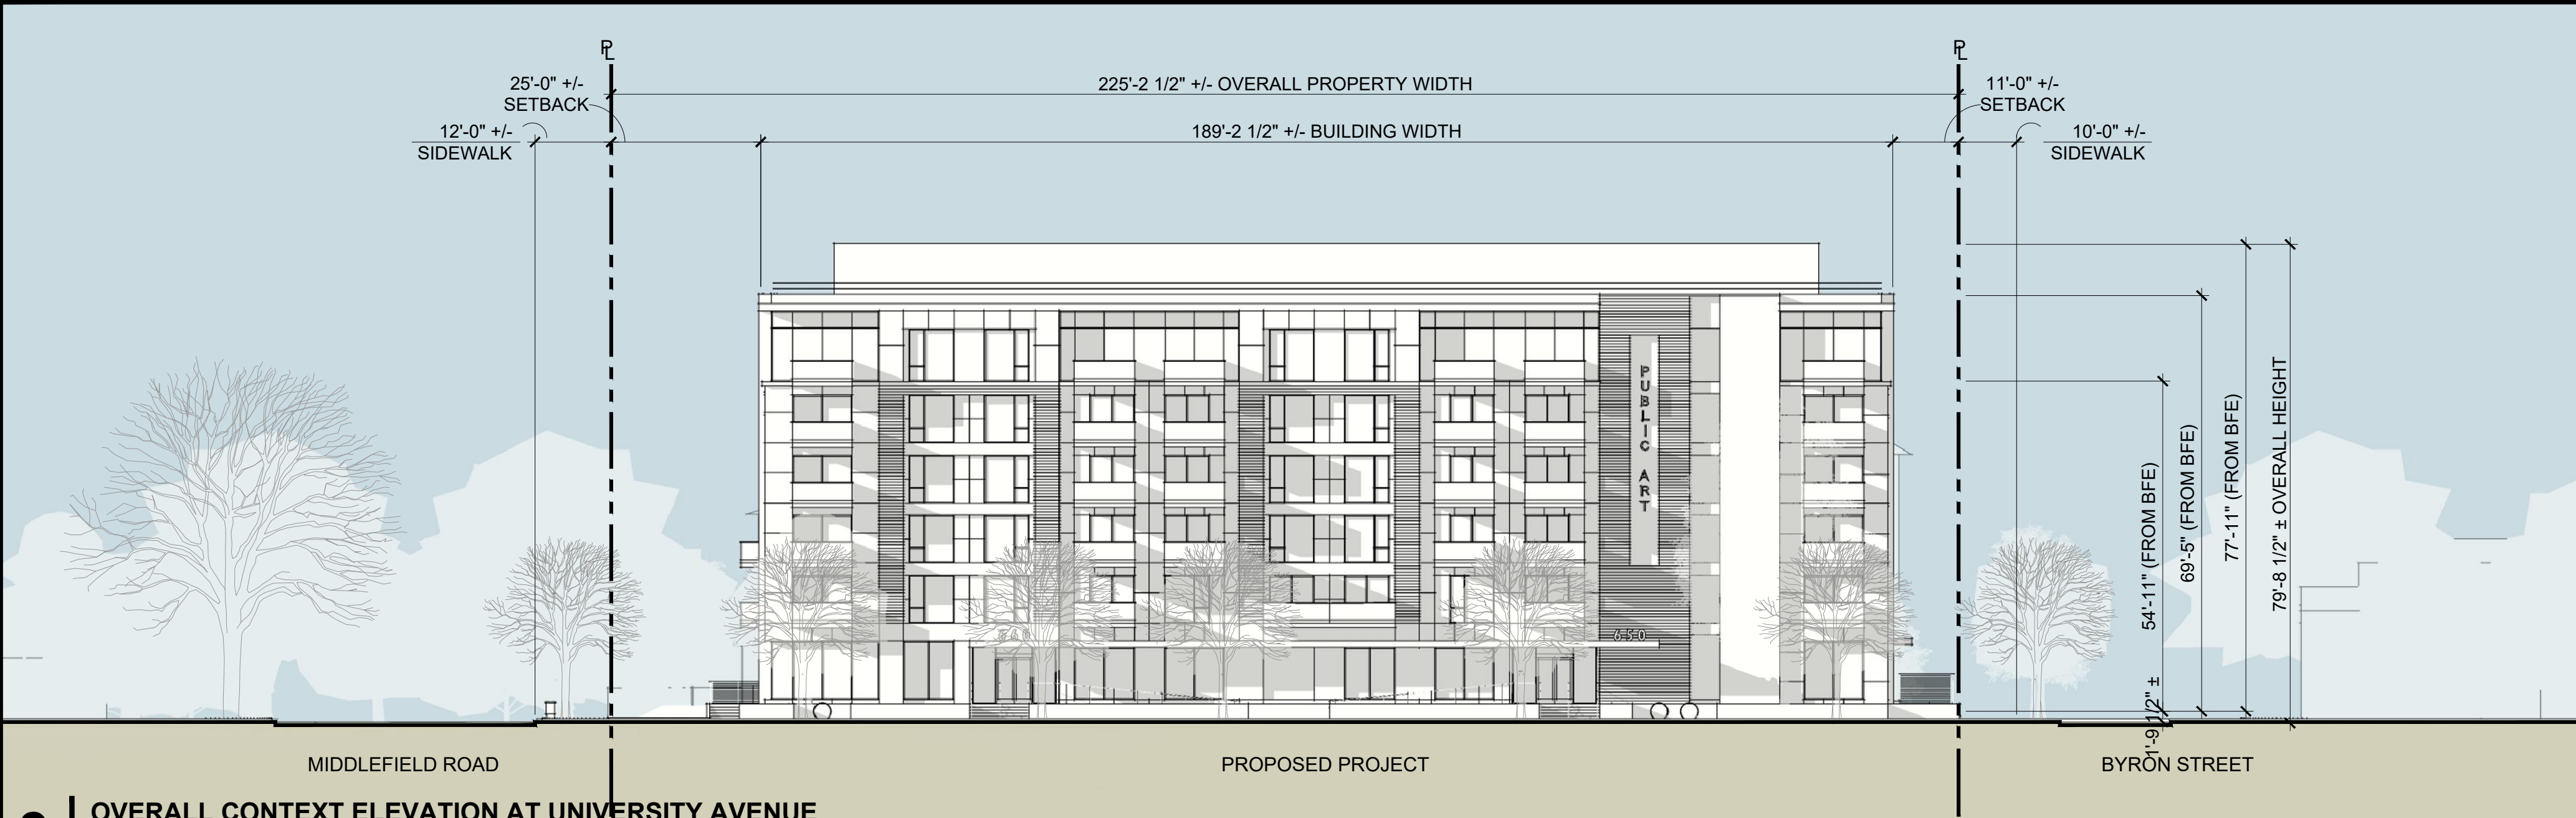 PL
PL
25'-0" +/-
SETBACK
225'-2 1/2" +/- OVERALL PROPERTY WIDTH
11'-0" +/-
SETBACK
12'-0" +/-
SIDEWALK
189'-2 1/2" +/- BUILDING WIDTH
10'-0" +/-
SIDEWALK
PUBLIC ART
660
650
54'-11" (FROM BFE)
69'-5" (FROM BFE)
77'-11" (FROM BFE)
79'-8 1/2" ± OVERALL HEIGHT
1'-9 1/2" ±
MIDDLEFIELD ROAD
PROPOSED PROJECT
BYRON STREET
OVERALL CONTEXT ELEVATION AT UNIVERSITY AVENUE